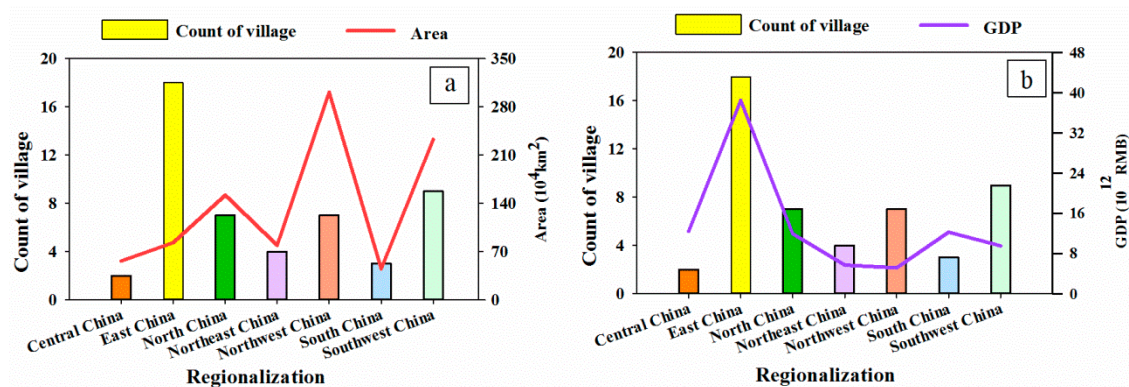 Count of village
Area
a
20
16
12
8
4
0
Count of village
350
280
210
140
70
0
Area (10⁴km²)
Central China
East China
North China
Northeast China
Northwest China
South China
Southwest China
Regionalization
Count of village
GDP
b
20
16
12
8
4
0
Count of village
48
40
32
24
16
8
0
GDP (10¹² RMB)
Central China
East China
North China
Northeast China
Northwest China
South China
Southwest China
Regionalization